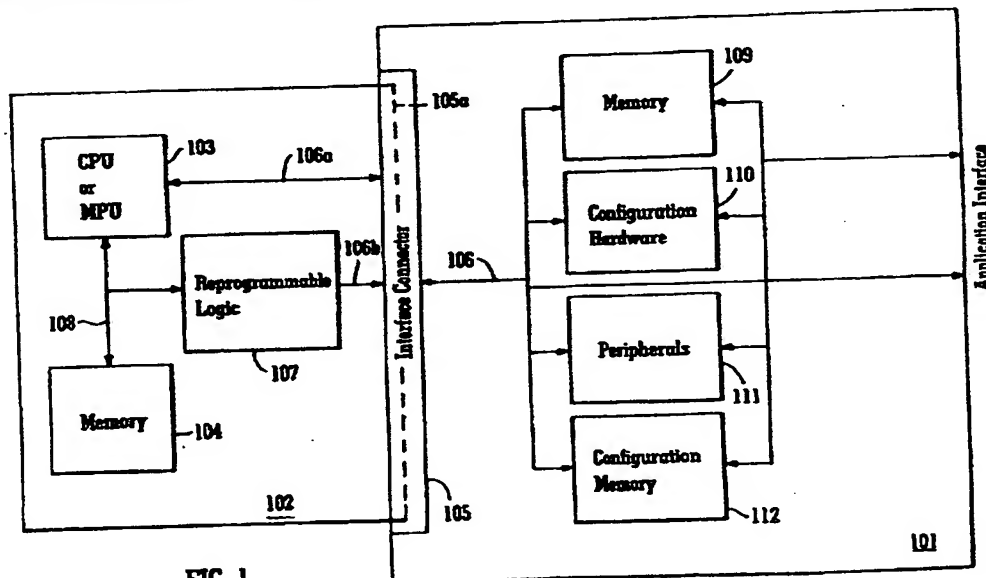 CPU
or
MPU
103
106a
105a
Interface Connector
Reprogrammable
Logic
106b
107
108
Memory
104
102
105
106
109
Memory
110
Configuration
Hardware
Peripherals
111
Configuration
Memory
112
101
Application Interface
FIG. 1